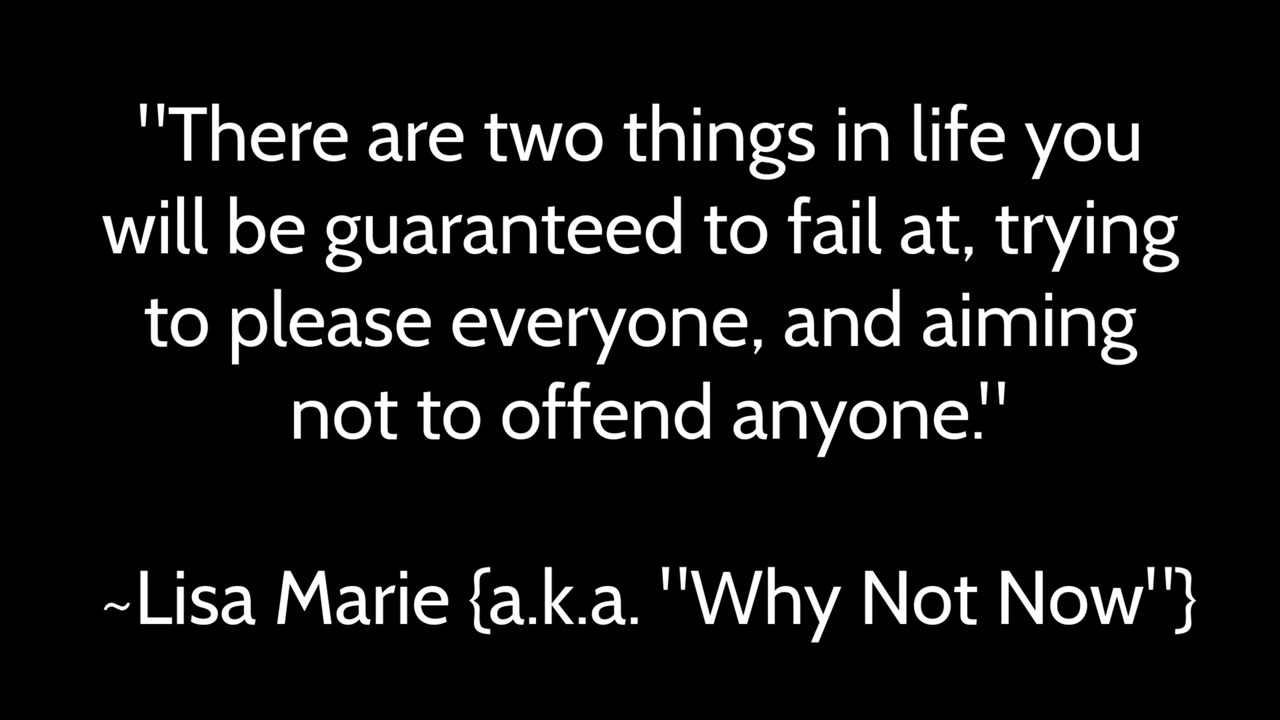 "There are two things in life you
will be guaranteed to fail at, trying
to please everyone, and aiming
not to offend anyone."
~Lisa Marie {a.k.a. "Why Not Now"}